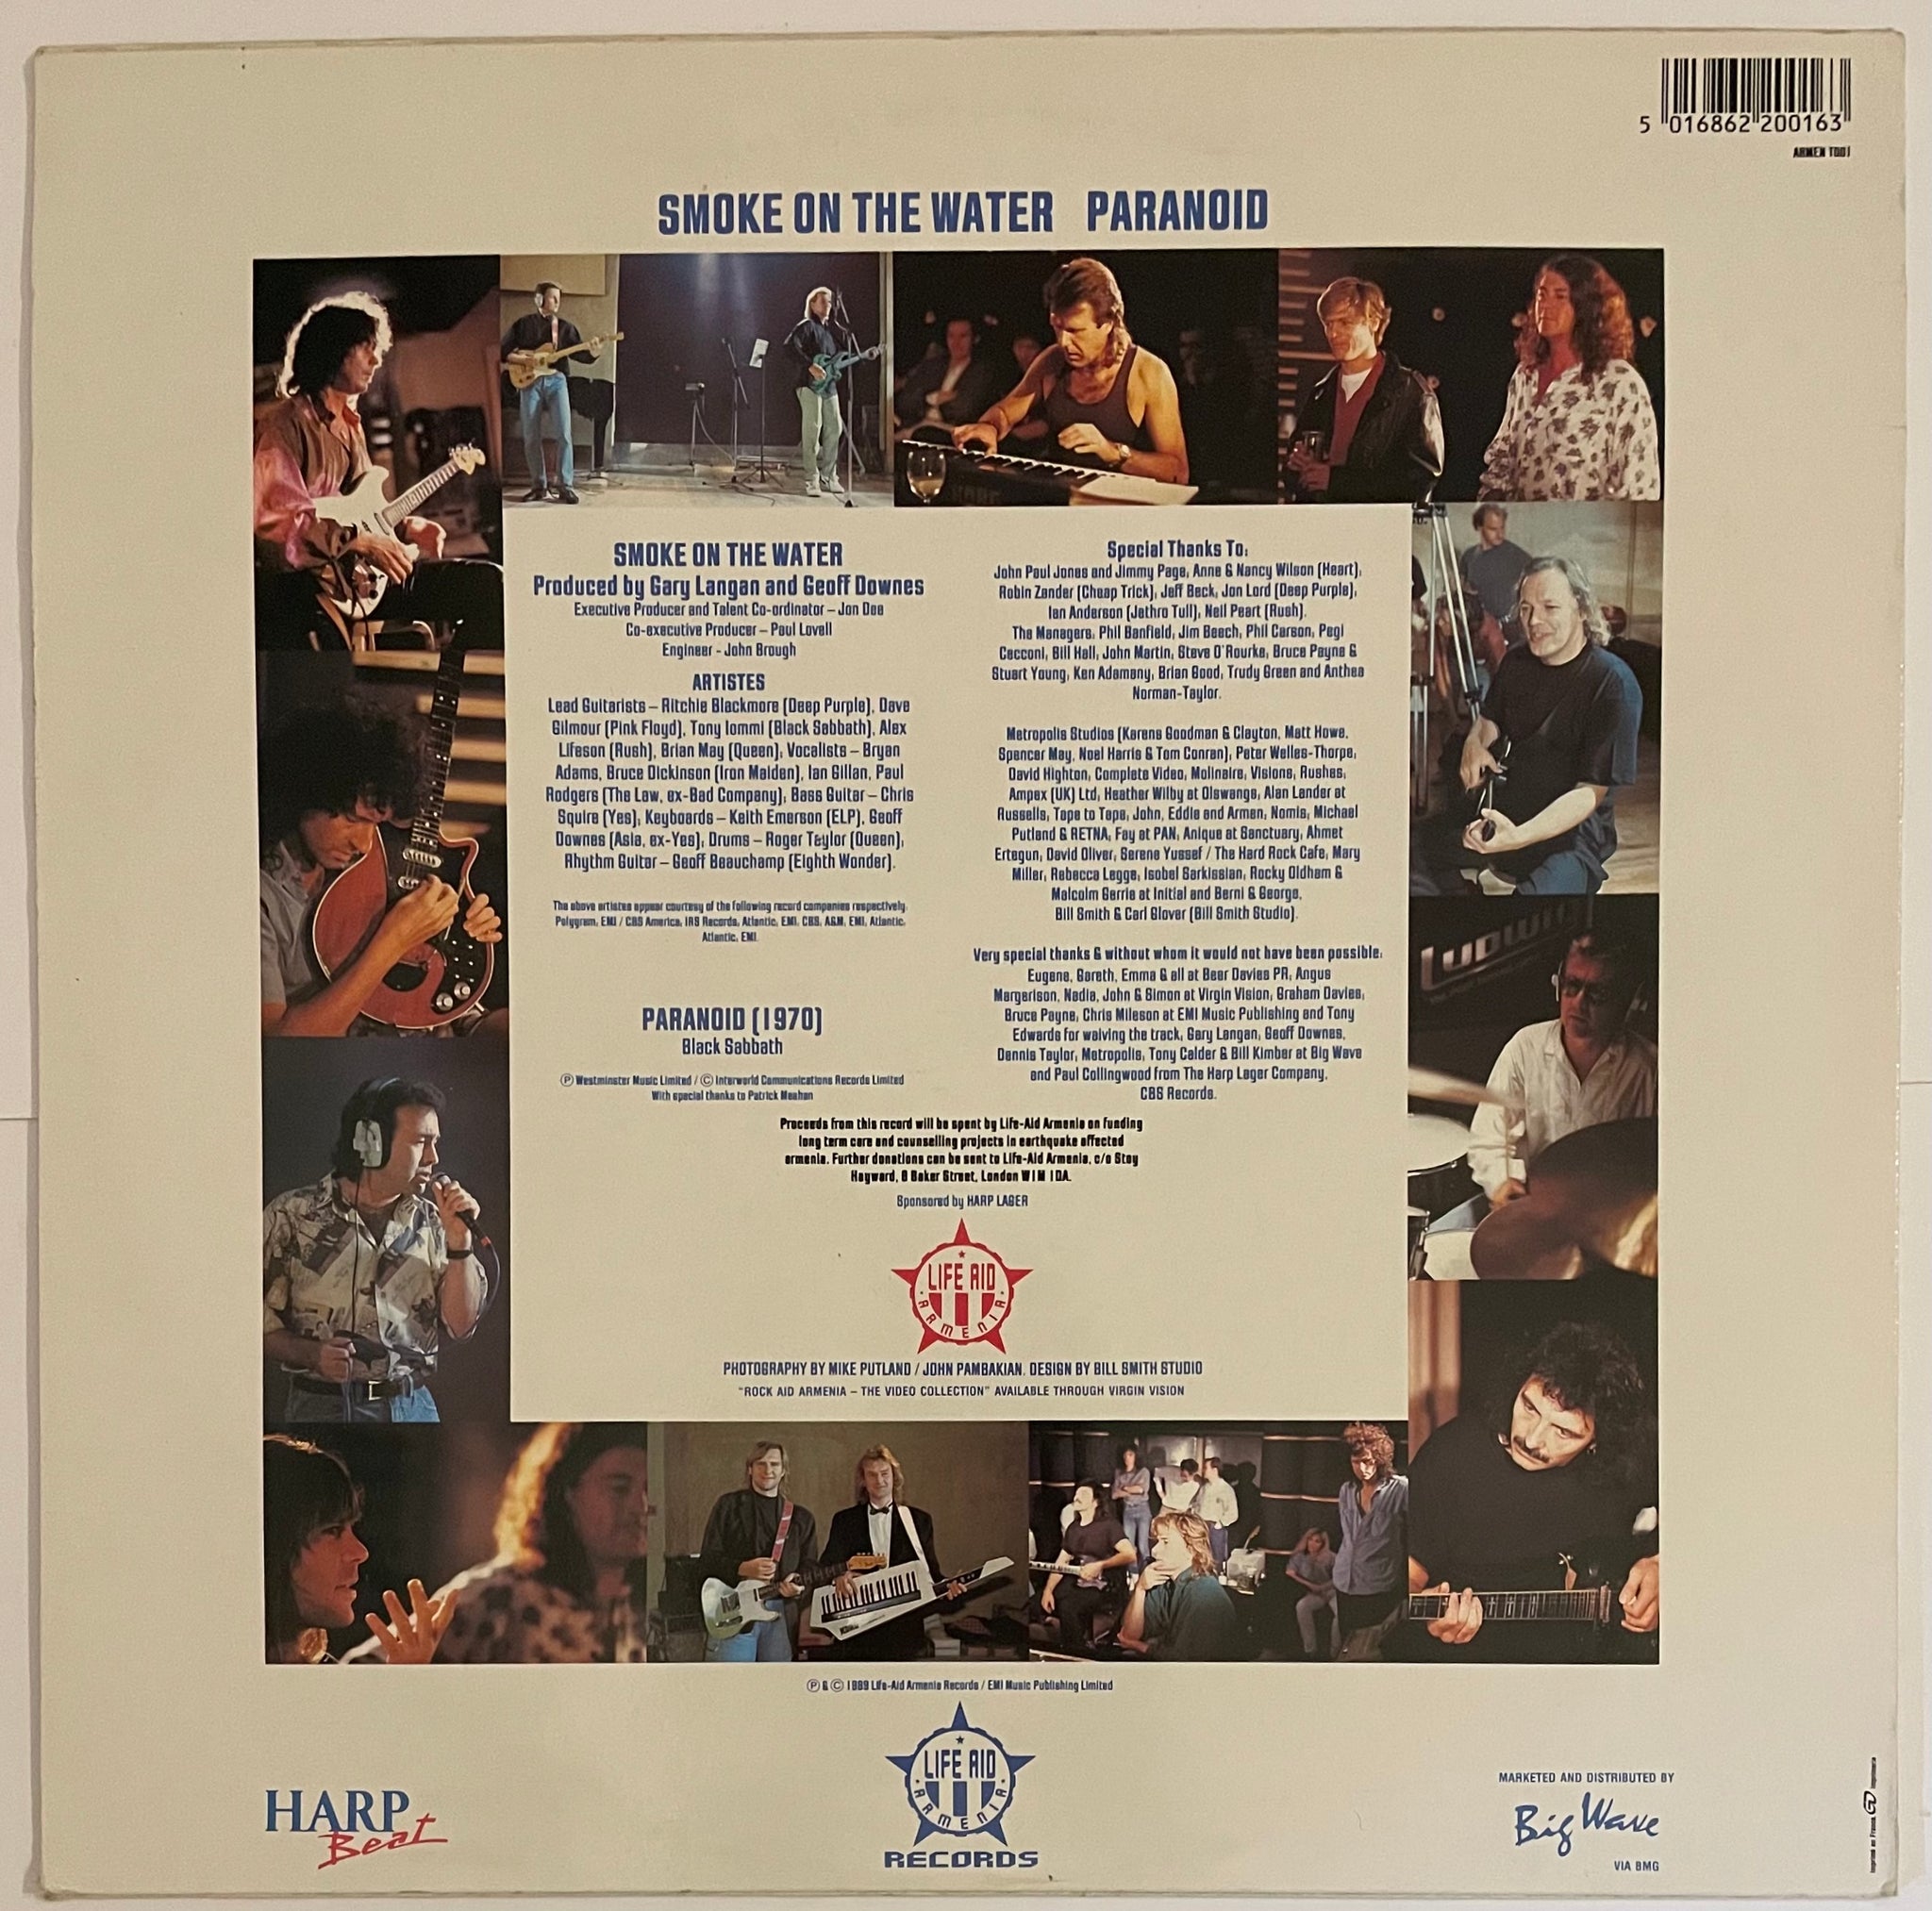 5 016862 200163
ARMEN T001
SMOKE ON THE WATER PARANOID
SMOKE ON THE WATER
Produced by Gary Langan and Geoff Downes
Executive Producer and Talent Co-ordinator – Jon Dee
Co-executive Producer – Paul Lovell
Engineer - John Brough
ARTISTES
Lead Guitarists – Ritchie Blackmore (Deep Purple), Dave
Gilmour (Pink Floyd), Tony Iommi (Black Sabbath), Alex
Lifeson (Rush), Brian May (Queen); Vocalists – Bryan
Adams, Bruce Dickinson (Iron Maiden), Ian Gillan, Paul
Rodgers (The Law, ex-Bad Company); Bass Guitar – Chris
Squire (Yes); Keyboards – Keith Emerson (ELP), Geoff
Downes (Asia, ex-Yes); Drums – Roger Taylor (Queen);
Rhythm Guitar – Geoff Beauchamp (Eighth Wonder).
The above artistes appear courtesy of the following record companies respectively:
Polygram, EMI / CBS America, IRS Records, Atlantic, EMI, CBS, A&M, EMI, Atlantic,
Atlantic, EMI.
PARANOID (1970)
Black Sabbath
Ⓟ Westminster Music Limited / © Interworld Communications Records Limited
With special thanks to Patrick Meehan
Special Thanks To:
John Paul Jones and Jimmy Page, Anne & Nancy Wilson (Heart),
Robin Zander (Cheap Trick), Jeff Beck, Jon Lord (Deep Purple),
Ian Anderson (Jethro Tull), Neil Peart (Rush).
The Managers: Phil Banfield, Jim Beech, Phil Carson, Pegi
Cecconi, Bill Hall, John Martin, Steve O'Rourke, Bruce Payne &
Stuart Young, Ken Adamany, Brian Good, Trudy Green and Anthea
Norman-Taylor.
Metropolis Studios (Karens Goodman & Clayton, Matt Howe,
Spencer May, Noel Harris & Tom Conran); Peter Welles-Thorpe,
David Highton, Complete Video, Molinaire, Visions, Rushes,
Ampex (UK) Ltd, Heather Wilby at Olswangs, Alan Lander at
Russells, Tape to Tape, John, Eddie and Armen, Nomis, Michael
Putland & RETNA, Fay at PAN, Anique at Sanctuary, Ahmet
Ertegun, David Oliver, Serene Yussef / The Hard Rock Cafe, Mary
Miller, Rebecca Legge, Isobel Sarkissian, Rocky Oldham &
Malcolm Gerrie at Initial and Berni & George,
Bill Smith & Carl Glover (Bill Smith Studio).
Very special thanks & without whom it would not have been possible:
Eugene, Gareth, Emma & all at Beer Davies PR, Angus
Margerison, Nadia, John & Simon at Virgin Vision, Graham Davies,
Bruce Payne, Chris Mileson at EMI Music Publishing and Tony
Edwards for waiving the track, Gary Langan, Geoff Downes,
Dennis Taylor, Metropolis, Tony Calder & Bill Kimber at Big Wave
and Paul Collingwood from The Harp Lager Company,
CBS Records.
Proceeds from this record will be spent by Life-Aid Armenia on funding
long term care and counselling projects in earthquake affected
armenia. Further donations can be sent to Life-Aid Armenia, c/o Stoy
Hayward, 8 Baker Street, London W1M 1DA.
Sponsored by HARP LAGER
LIFE AID
ARMENIA
PHOTOGRAPHY BY MIKE PUTLAND / JOHN PAMBAKIAN. DESIGN BY BILL SMITH STUDIO
"ROCK AID ARMENIA – THE VIDEO COLLECTION" AVAILABLE THROUGH VIRGIN VISION
Ludwig
KORG
Ⓟ & © 1989 Life-Aid Armenia Records / EMI Music Publishing Limited
LIFE AID
ARMENIA
RECORDS
HARP
Beat
MARKETED AND DISTRIBUTED BY
Big Wave
VIA BMG